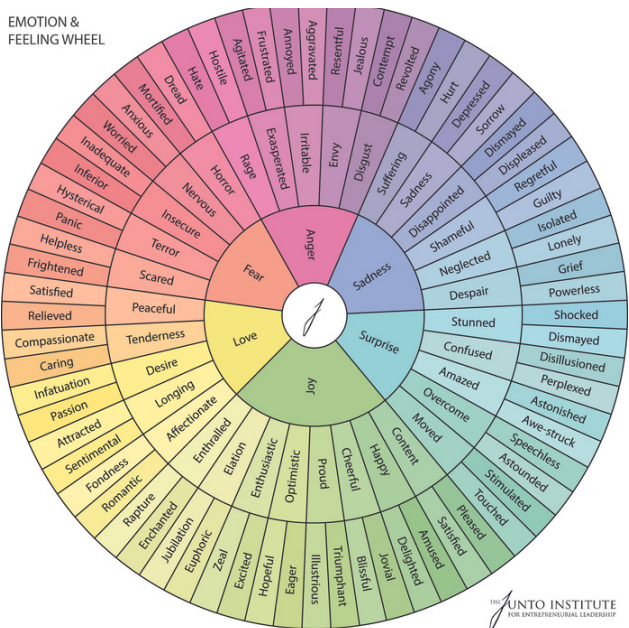 EMOTION &
FEELING WHEEL
Anger
Sadness
Surprise
Joy
Love
Fear
Rage
Exasperated
Irritable
Envy
Disgust
Suffering
Sadness
Disappointed
Shameful
Neglected
Despair
Stunned
Confused
Amazed
Overcome
Moved
Content
Happy
Cheerful
Proud
Optimistic
Enthusiastic
Elation
Enthralled
Affectionate
Longing
Desire
Tenderness
Peaceful
Scared
Terror
Insecure
Nervous
Horror
Hate
Hostile
Agitated
Frustrated
Annoyed
Aggravated
Resentful
Jealous
Contempt
Revolted
Agony
Hurt
Depressed
Sorrow
Dismayed
Displeased
Regretful
Guilty
Isolated
Lonely
Grief
Powerless
Shocked
Dismayed
Disillusioned
Perplexed
Astonished
Awe-struck
Speechless
Astounded
Stimulated
Touched
Pleased
Satisfied
Amused
Delighted
Jovial
Blissful
Triumphant
Illustrious
Eager
Hopeful
Excited
Zeal
Euphoric
Jubilation
Enchanted
Rapture
Romantic
Fondness
Sentimental
Attracted
Passion
Infatuation
Caring
Compassionate
Relieved
Satisfied
Frightened
Helpless
Panic
Hysterical
Inferior
Inadequate
Worried
Anxious
Mortified
Dread
THE JUNTO INSTITUTE
FOR ENTREPRENEURIAL LEADERSHIP